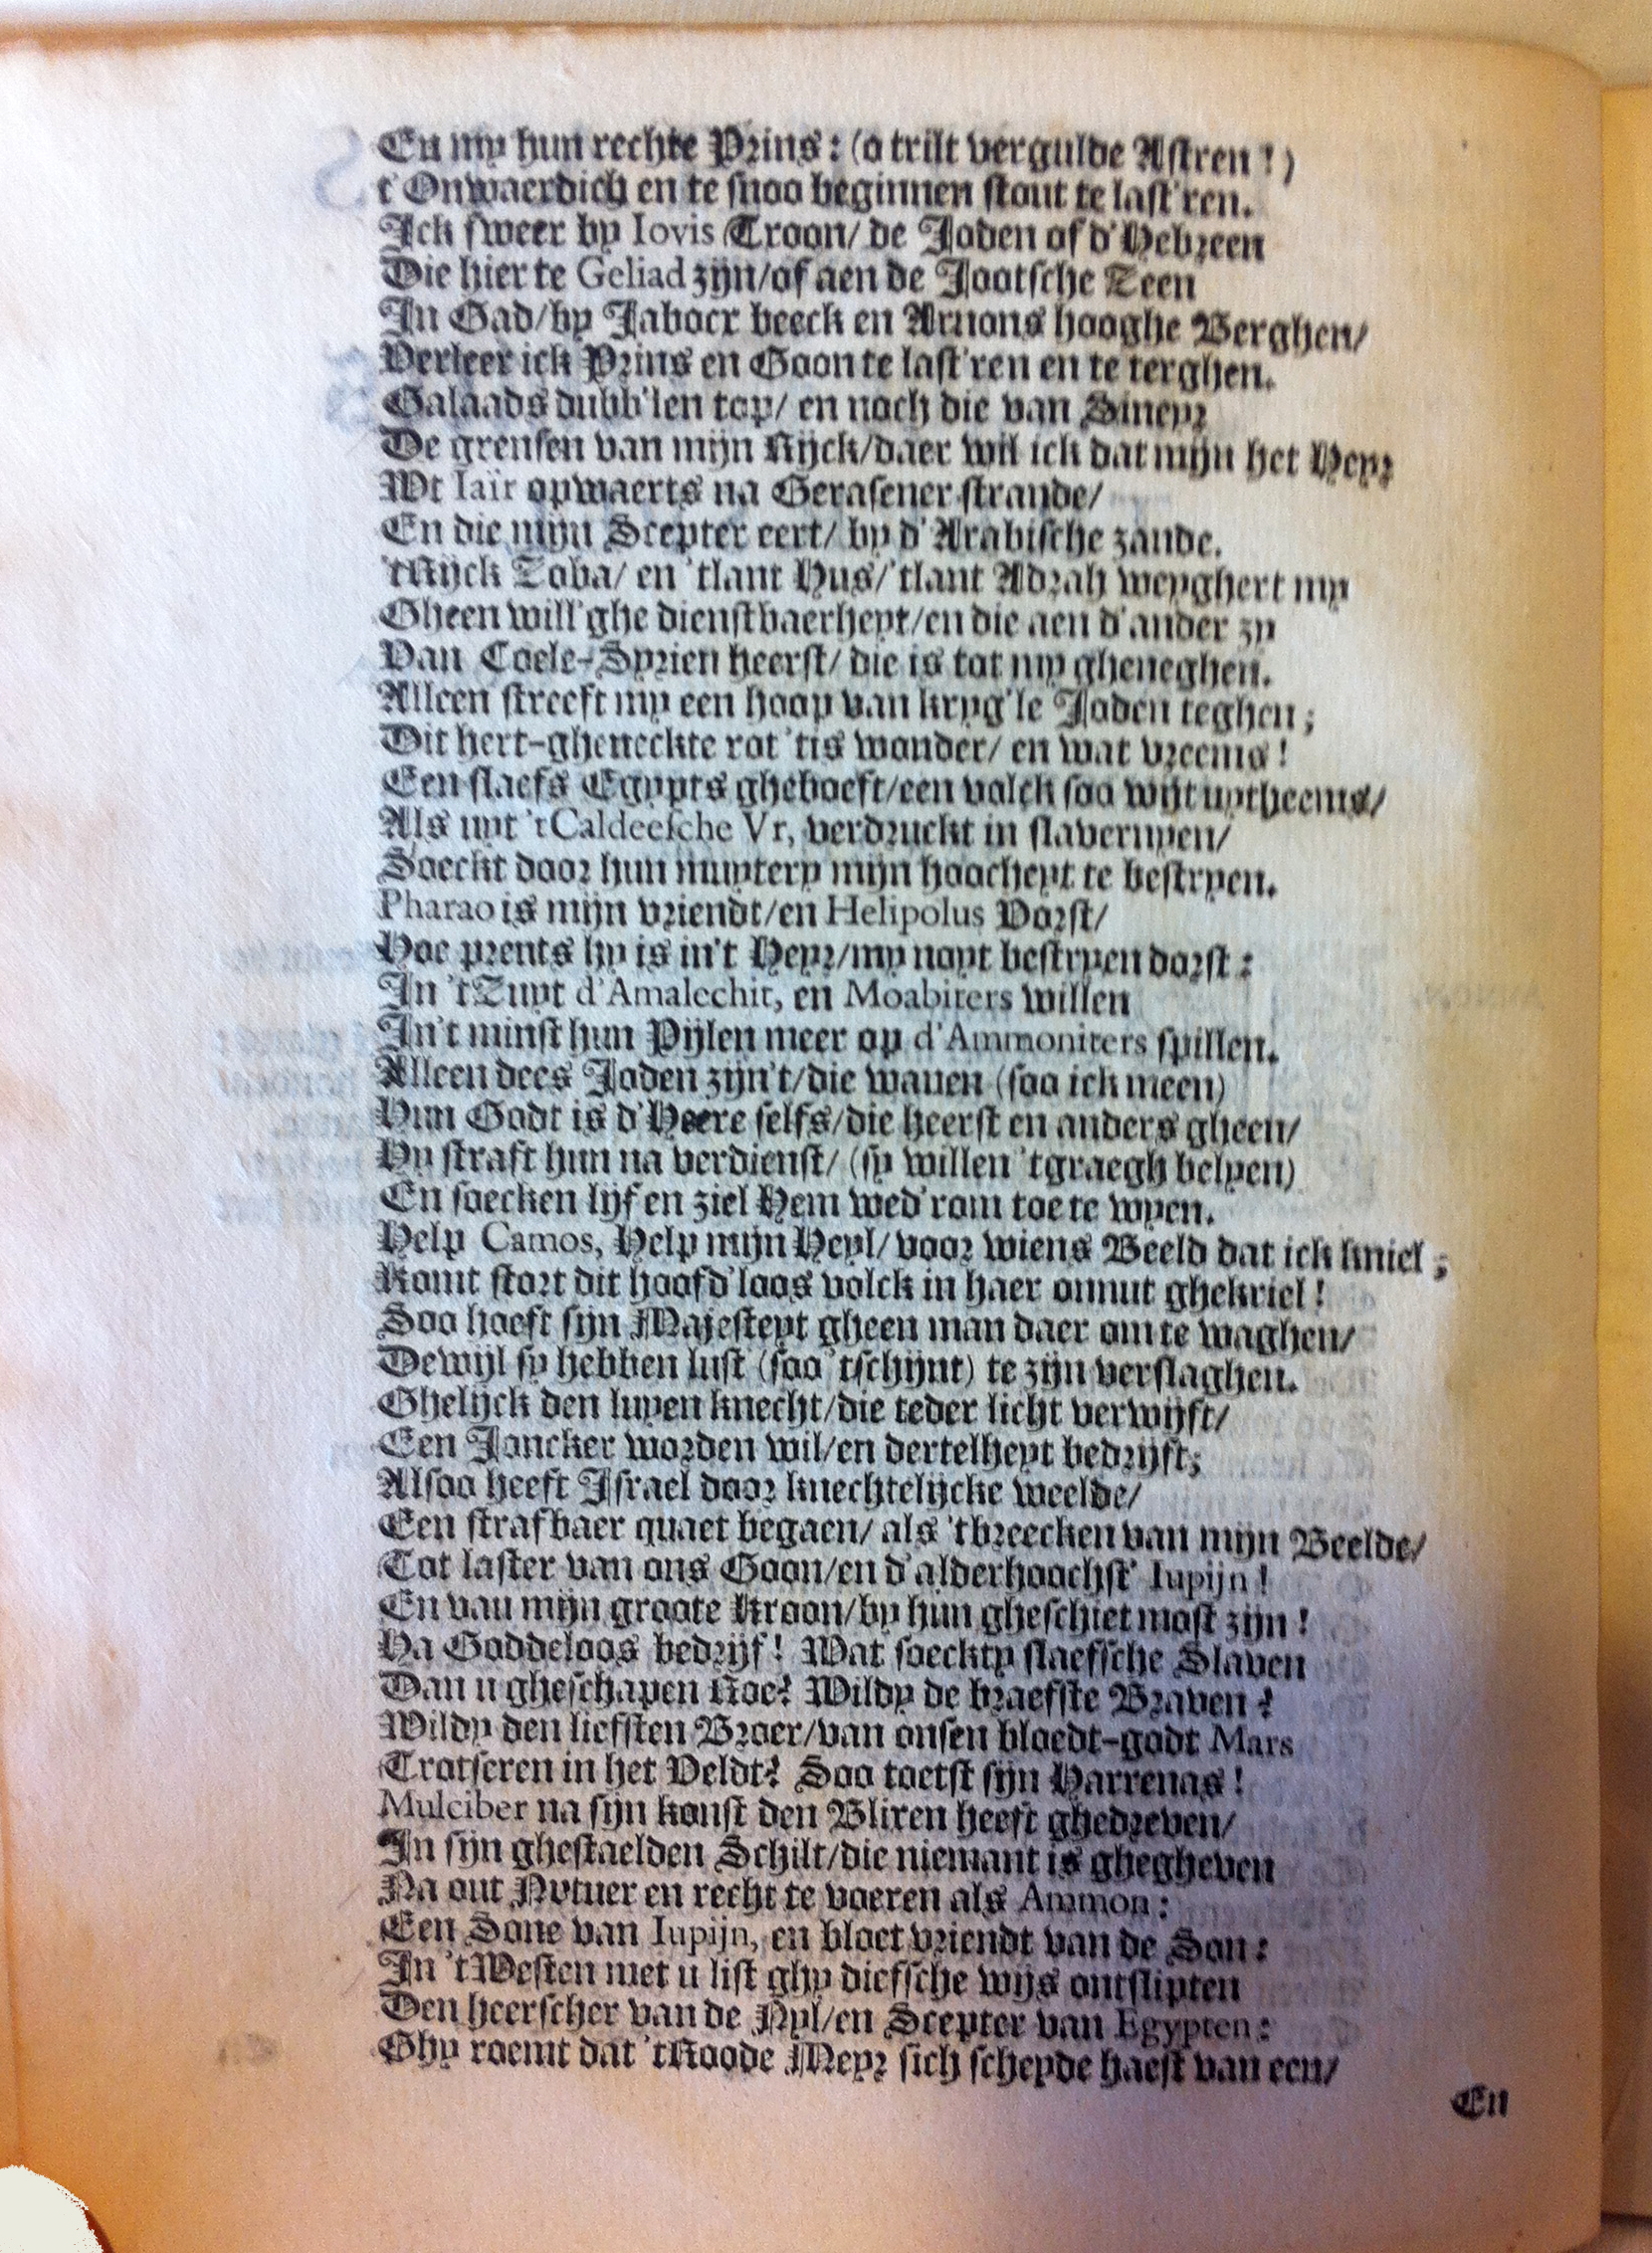 En my hun rechte Prins: (o trilt vergulde Astren!)
t'Onwaerdich en te snoo beginnen stout te last'ren.
Ick sweer by Iovis Troon/ de Joden of d'Hebreen
Die hier te Geliad zijn/of aen de Jootsche Zeen
In Gad/by Jabocx beeck en Arnons hooghe Berghen/
Verleer ick Prins en Goon te last'ren en te terghen.
Galaads dubb'len top/ en noch die van Sineyr
De grensen van mijn Rijck/daer wil ick dat mijn het Heyr
Wt Iaïr opwaerts na Gerasener strande/
En die mijn Scepter eert/ by d'Arabische zande.
'tRijck Toba/ en 'tlant Hus/'tlant Adrah weyghert my
Gheen will'ghe dienstbaerheyt/en die aen d'ander zy
Van Coele-Syrien heerst/ die is tot my gheneghen.
Alleen streeft my een hoop van kryg'le Joden teghen;
Dit hert-gheneckte rot 'tis wonder/ en wat vreems!
Een slaefs Egypts gheboeft/een volck soo wijt uytheems/
Als uyt 't Caldeesche Vr, verdruckt in slavernyen/
Soeckt door hun muytery mijn hoocheyt te bestryen.
Pharao is mijn vriendt/en Helipolus Vorst/
Hoe prents hy is in't Heyr/my noyt bestryen dorst:
In 't Zuyt d'Amalechit, en Moabiters willen
In't minst hun Pijlen meer op d'Ammoniters spillen.
Alleen dees Joden zijn't/die wanen (soo ick meen)
Hun Godt is d'Heere selfs/die heerst en anders gheen/
Hy straft hun na verdienst/ (sy willen 'tgraegh belyen)
En soecken lijf en ziel Hem wed'rom toe te wyen.
Help Camos, Help mijn Heyl/ voor wiens Beeld dat ick kniel;
Komt stort dit hoofd'loos volck in haer onnut ghekriel!
Soo hoeft sijn Majesteyt gheen man daer om te waghen/
Dewijl sy hebben lust (soo 'tschijnt) te zijn verslaghen.
Ghelijck den luyen knecht/die teder licht verwijft/
Een Joncker worden wil/en dertelheyt bedrijft;
Alsoo heeft Israel door knechtelijcke weelde/
Een strafbaer quaet begaen/ als 'tbreecken van mijn Beelde/
Tot laster van ons Goon/en d'alderhoochst' Iupijn!
En van mijn groote Kroon/by hun gheschiet most zijn!
Ha Goddeloos bedrijf! Wat soeckty slaefsche Slaven
Dan u gheschapen Roe? Wildy de braefste Braven?
Wildy den liefsten Broer/van onsen bloedt-godt Mars
Trotseren in het Veldt? Soo toetst sijn Harrenas!
Mulciber na sijn konst den Blixen heeft ghedreven/
In sijn ghestaelden Schilt/die niemant is ghegheven
Na out Nvtuer en recht te voeren als Ammon:
Een Sone van Iupijn, en bloet vriendt van de Son:
In 't Westen met u list ghy diefsche wijs ontslipten
Den heerscher van de Nyl/en Scepter van Egypten:
Ghy roemt dat 'tRoode Meyr sich scheyde haest van een/
En